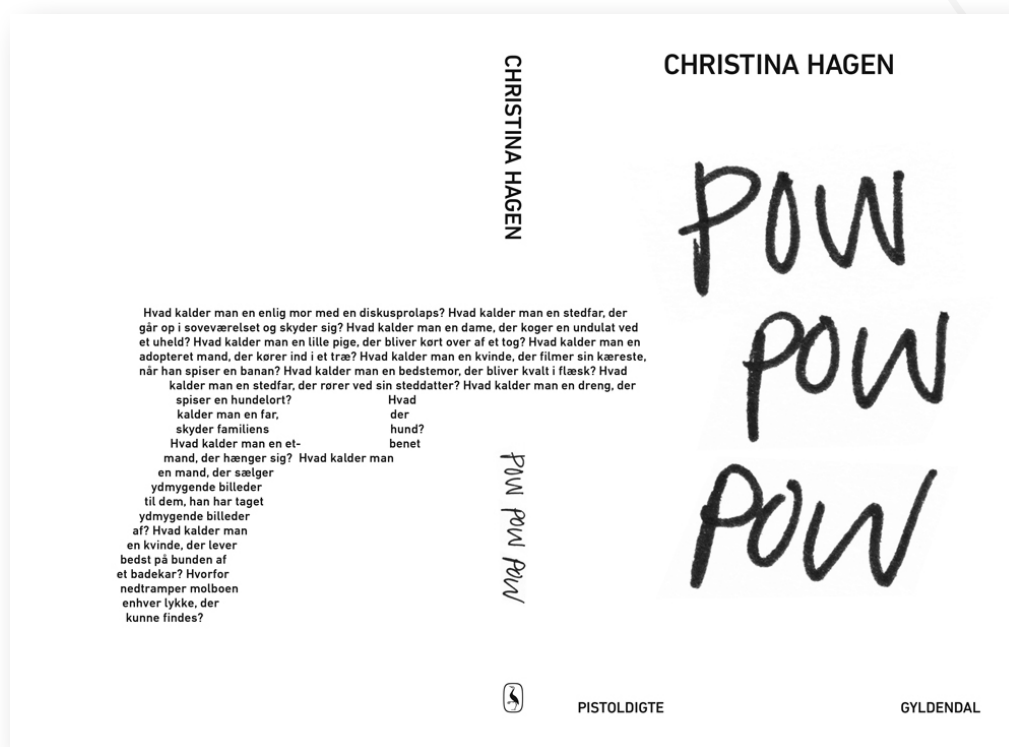 Hvad kalder man en enlig mor med en diskusprolaps? Hvad kalder man en stedfar, der
går op i soveværelset og skyder sig? Hvad kalder man en dame, der koger en undulat ved
et uheld? Hvad kalder man en lille pige, der bliver kørt over af et tog? Hvad kalder man en
adopteret mand, der kører ind i et træ? Hvad kalder man en kvinde, der filmer sin kæreste,
når han spiser en banan? Hvad kalder man en bedstemor, der bliver kvalt i flæsk? Hvad
kalder man en stedfar, der rører ved sin steddatter? Hvad kalder man en dreng, der
spiser en hundelort? Hvad
kalder man en far, der
skyder familiens hund?
Hvad kalder man en et- benet
mand, der hænger sig? Hvad kalder man
en mand, der sælger
ydmygende billeder
til dem, han har taget
ydmygende billeder
af? Hvad kalder man
en kvinde, der lever
bedst på bunden af
et badekar? Hvorfor
nedtramper molboen
enhver lykke, der
kunne findes?
CHRISTINA HAGEN
POW POW POW
CHRISTINA HAGEN
POW
POW
POW
PISTOLDIGTE GYLDENDAL